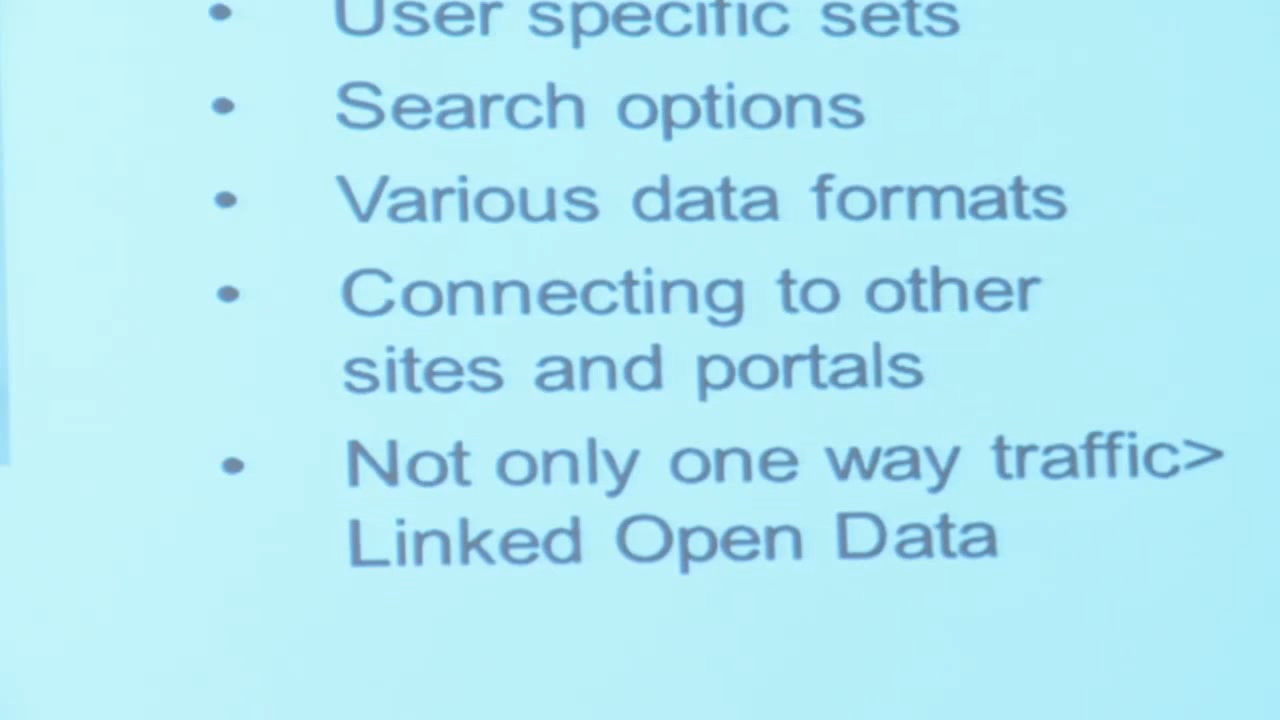 • User specific sets
• Search options
• Various data formats
• Connecting to other
sites and portals
• Not only one way traffic>
Linked Open Data